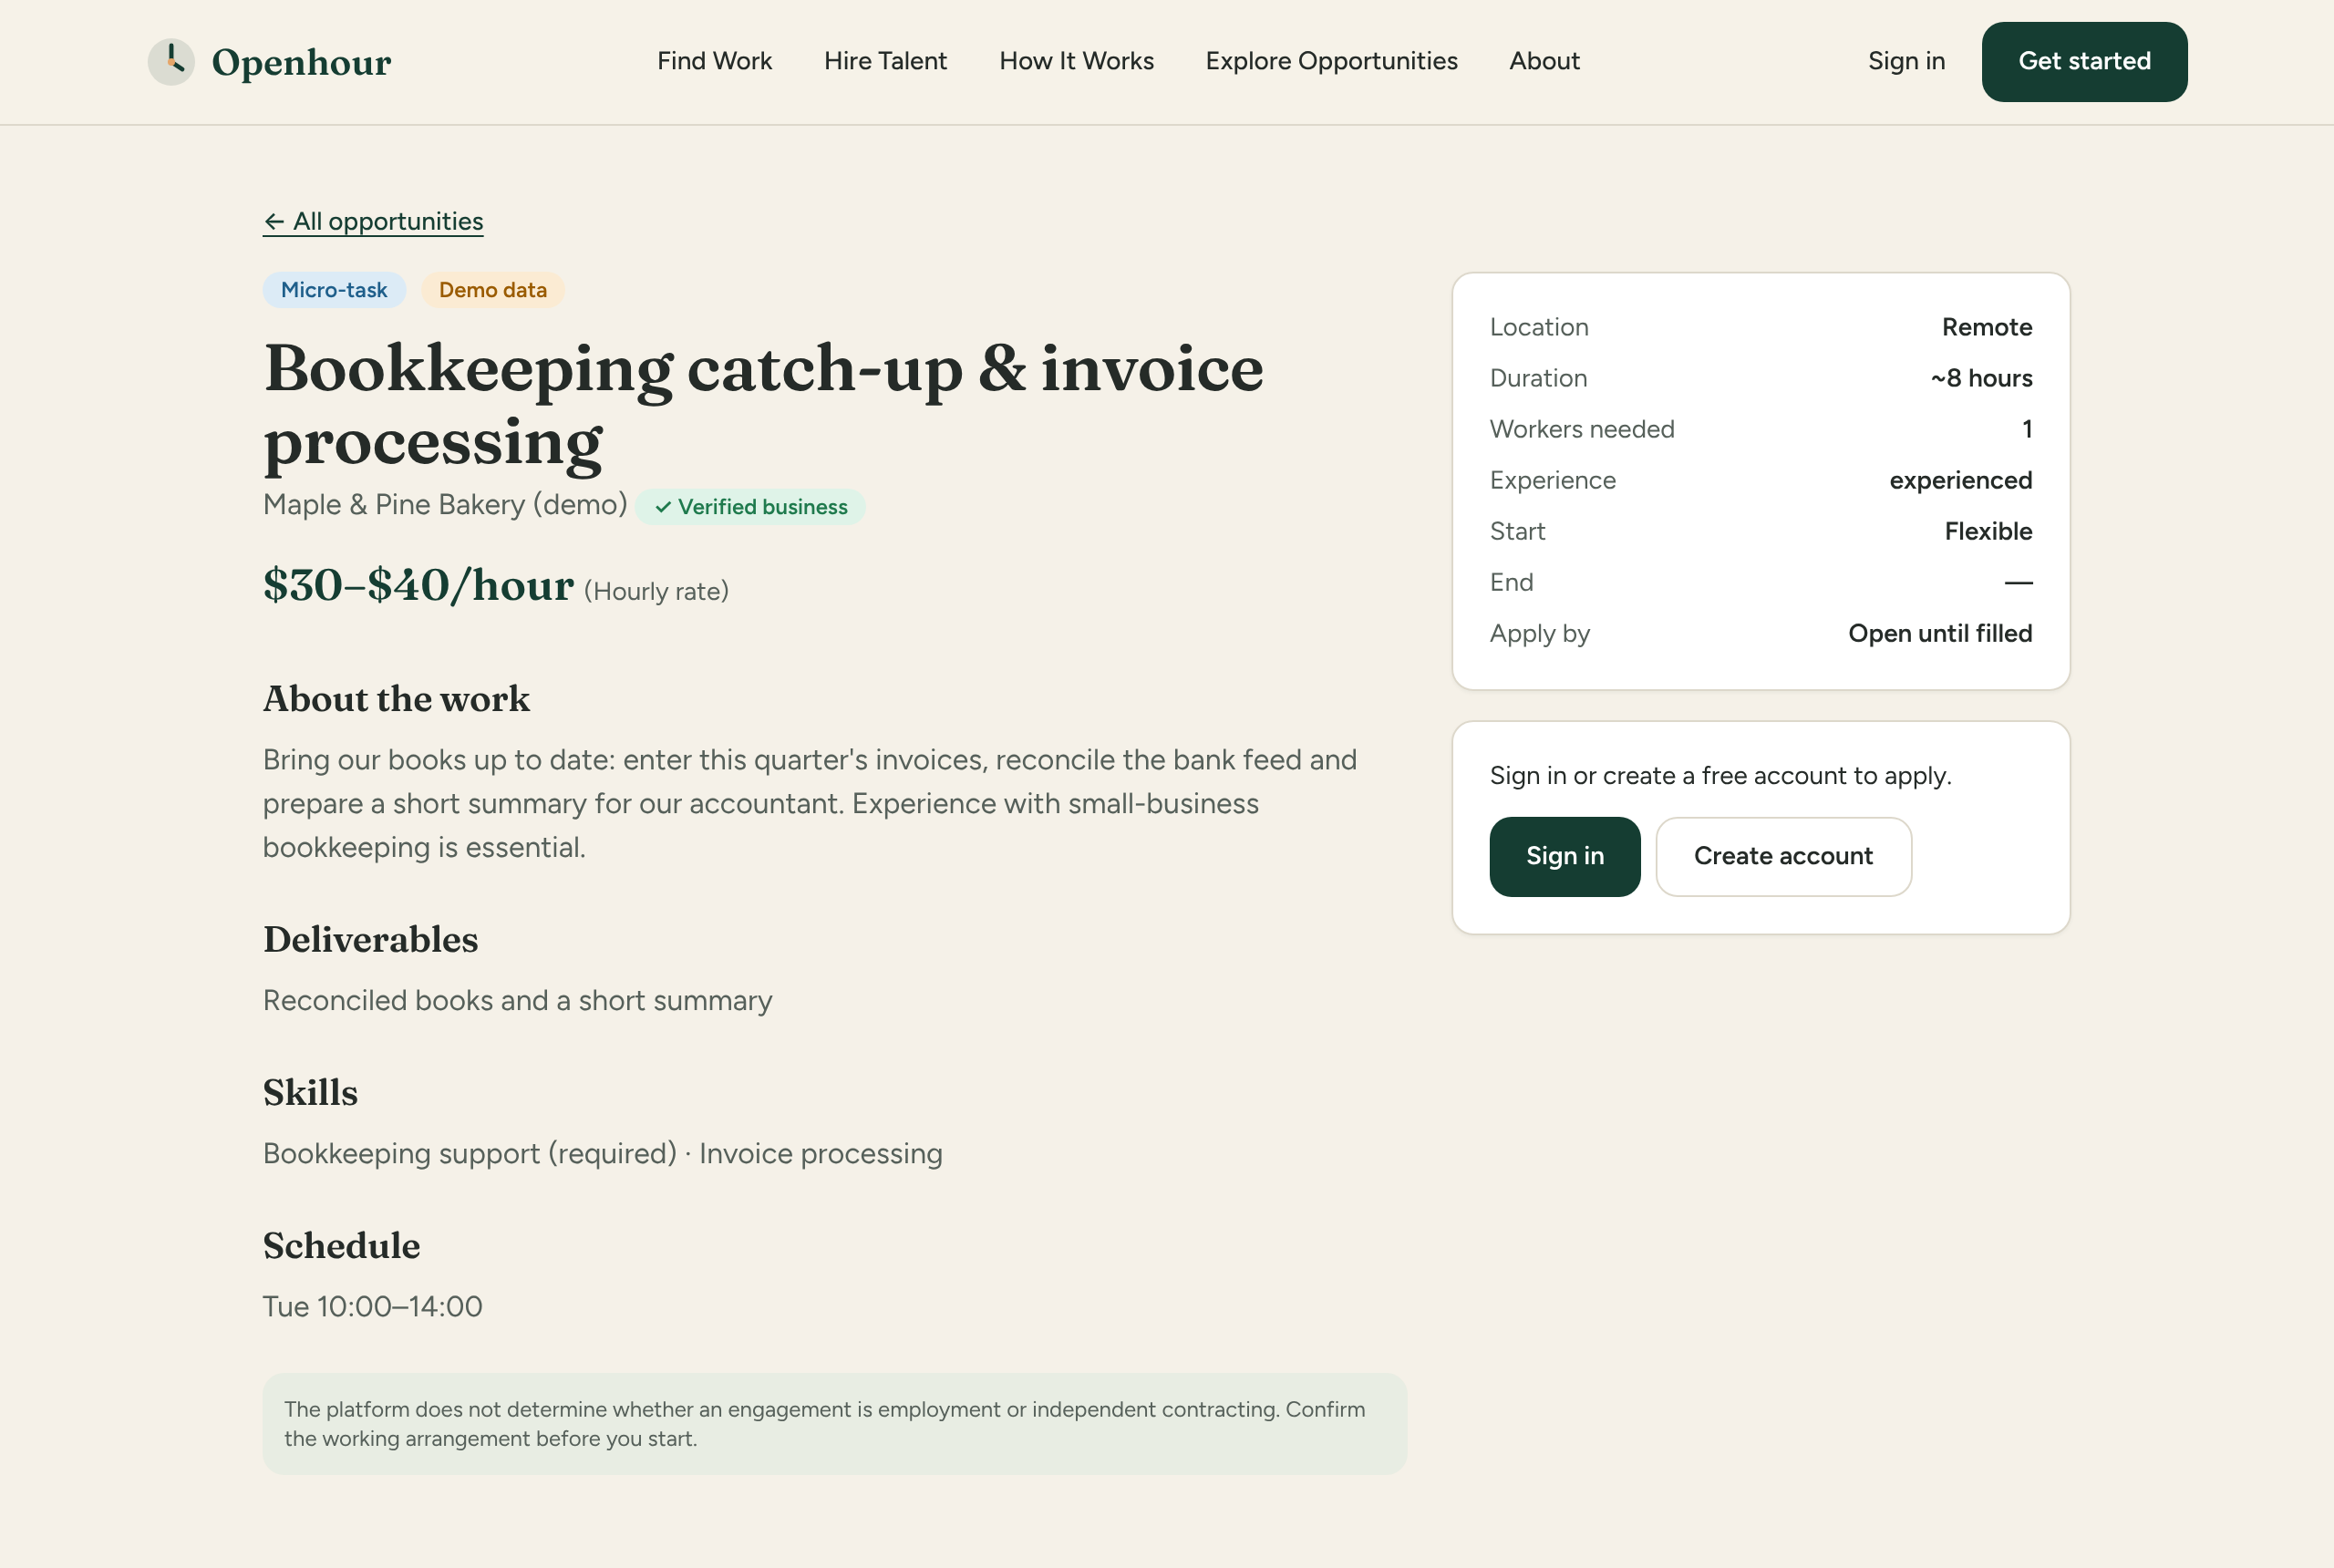 Openhour
Find Work
Hire Talent
How It Works
Explore Opportunities
About
Sign in
Get started
← All opportunities
Micro-task
Demo data
Bookkeeping catch-up & invoice
processing
Maple & Pine Bakery (demo) ✓ Verified business
$30–$40/hour (Hourly rate)
About the work
Bring our books up to date: enter this quarter's invoices, reconcile the bank feed and
prepare a short summary for our accountant. Experience with small-business
bookkeeping is essential.
Deliverables
Reconciled books and a short summary
Skills
Bookkeeping support (required) · Invoice processing
Schedule
Tue 10:00–14:00
The platform does not determine whether an engagement is employment or independent contracting. Confirm
the working arrangement before you start.
Location Remote
Duration ~8 hours
Workers needed 1
Experience experienced
Start Flexible
End —
Apply by Open until filled
Sign in or create a free account to apply.
Sign in
Create account